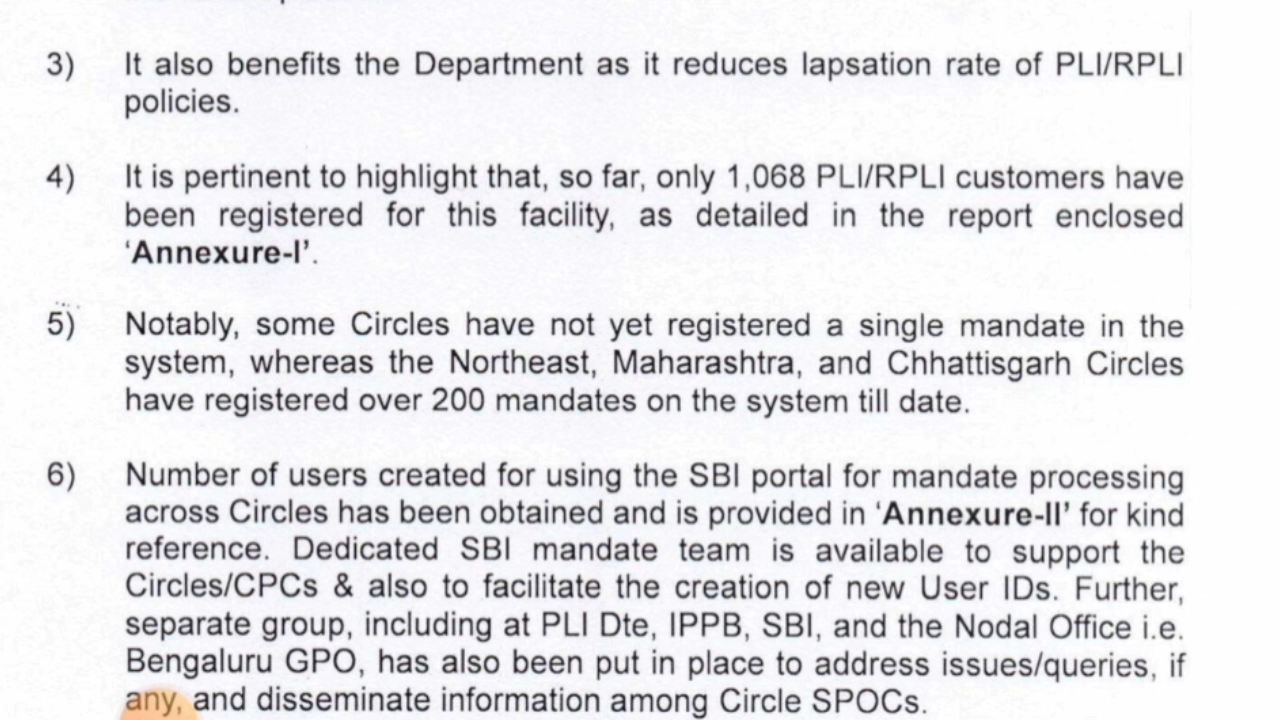 3) It also benefits the Department as it reduces lapsation rate of PLI/RPLI
policies.
4) It is pertinent to highlight that, so far, only 1,068 PLI/RPLI customers have
been registered for this facility, as detailed in the report enclosed
'Annexure-I'.
5) Notably, some Circles have not yet registered a single mandate in the
system, whereas the Northeast, Maharashtra, and Chhattisgarh Circles
have registered over 200 mandates on the system till date.
6) Number of users created for using the SBI portal for mandate processing
across Circles has been obtained and is provided in 'Annexure-II' for kind
reference. Dedicated SBI mandate team is available to support the
Circles/CPCs & also to facilitate the creation of new User IDs. Further,
separate group, including at PLI Dte, IPPB, SBI, and the Nodal Office i.e.
Bengaluru GPO, has also been put in place to address issues/queries, if
any, and disseminate information among Circle SPOCs.